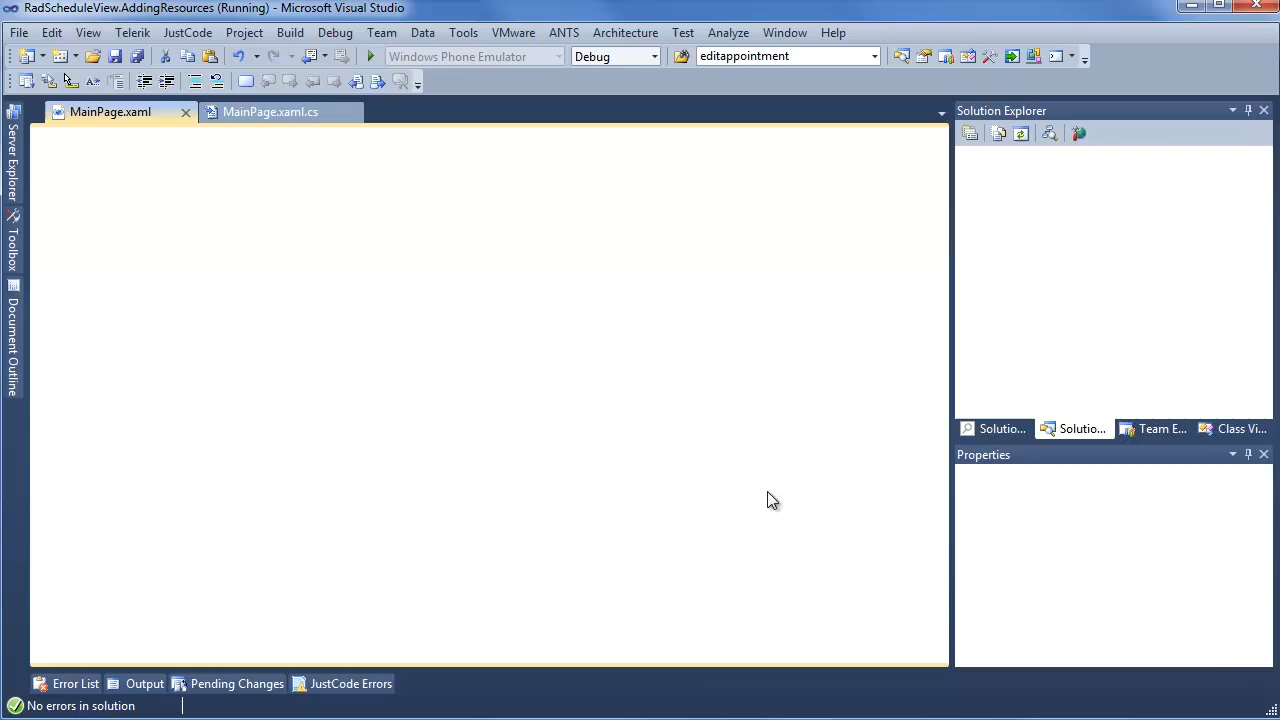 RadScheduleView.AddingResources (Running) - Microsoft Visual Studio
File Edit View Telerik JustCode Project Build Debug Team Data Tools VMware ANTS Architecture Test Analyze Window Help
Windows Phone Emulator Debug editappointment
MainPage.xaml MainPage.xaml.cs
Solution Explorer
Server Explorer
Toolbox
Document Outline
Solutio... Solutio... Team E... Class Vi...
Properties
Error List Output Pending Changes JustCode Errors
No errors in solution